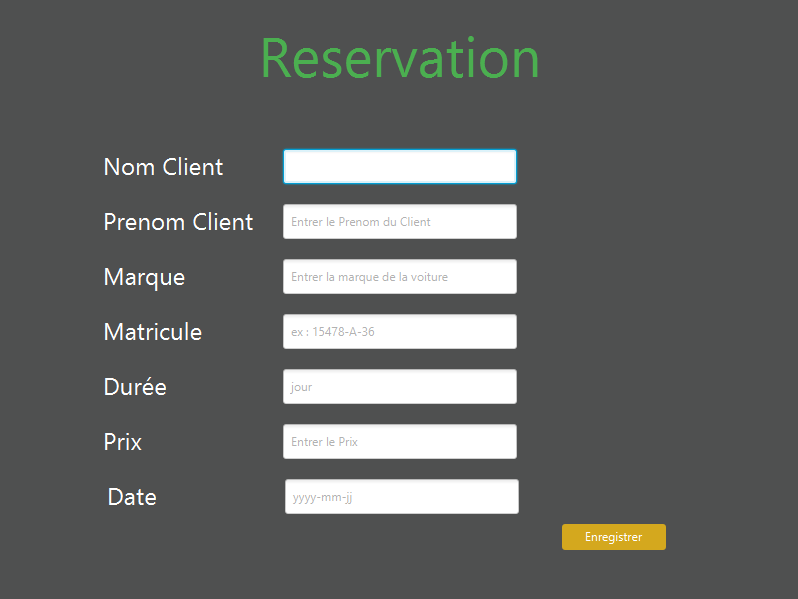 Reservation
Nom Client
Prenom Client Entrer le Prenom du Client
Marque Entrer la marque de la voiture
Matricule ex : 15478-A-36
Durée jour
Prix Entrer le Prix
Date yyyy-mm-jj
Enregistrer